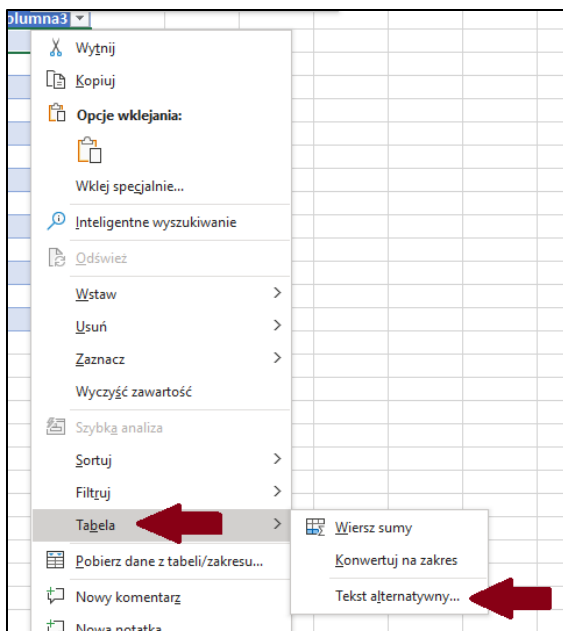 olumna3
Wytnij
Kopiuj
Opcje wklejania:
Wklej specjalnie...
Inteligentne wyszukiwanie
Odśwież
Wstaw
Usuń
Zaznacz
Wyczyść zawartość
Szybka analiza
Sortuj
Filtruj
Tabela
Wiersz sumy
Konwertuj na zakres
Tekst alternatywny...
Pobierz dane z tabeli/zakresu...
Nowy komentarz
Nowa notatka